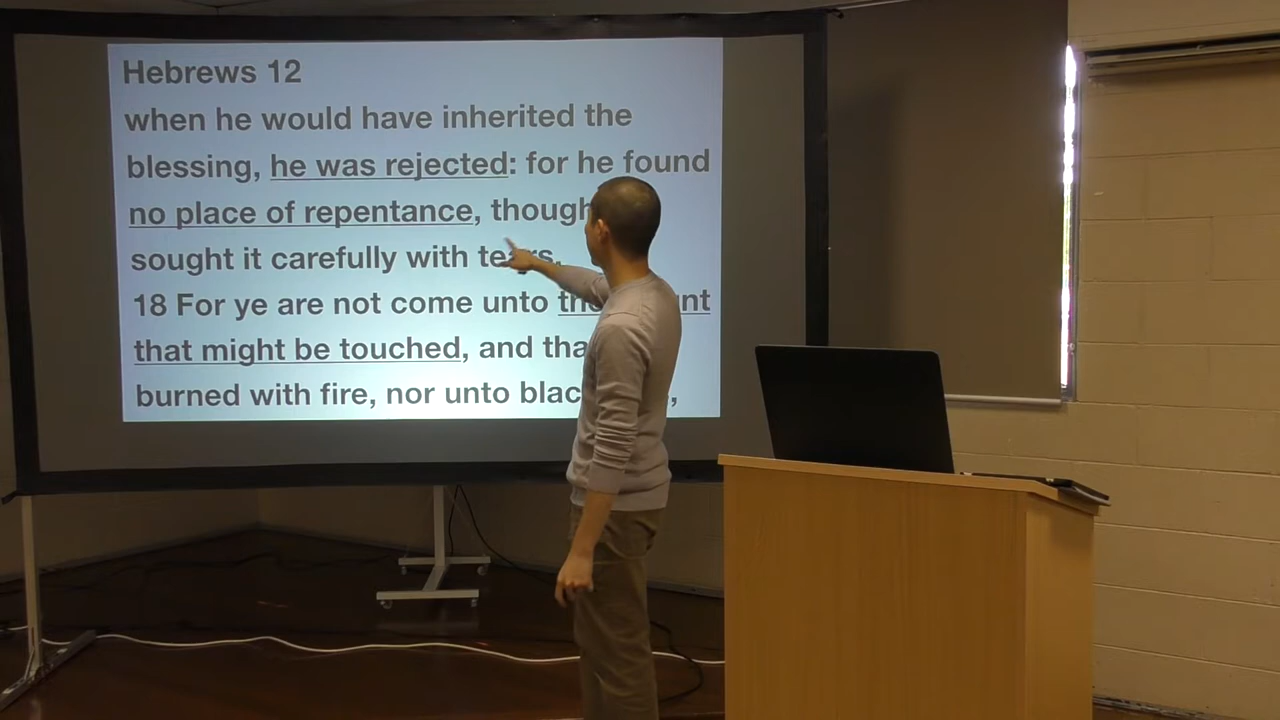 Hebrews 12
when he would have inherited the
blessing, he was rejected: for he found
no place of repentance, though
sought it carefully with tears.
18 For ye are not come unto
that might be touched, and
burned with fire, nor unto